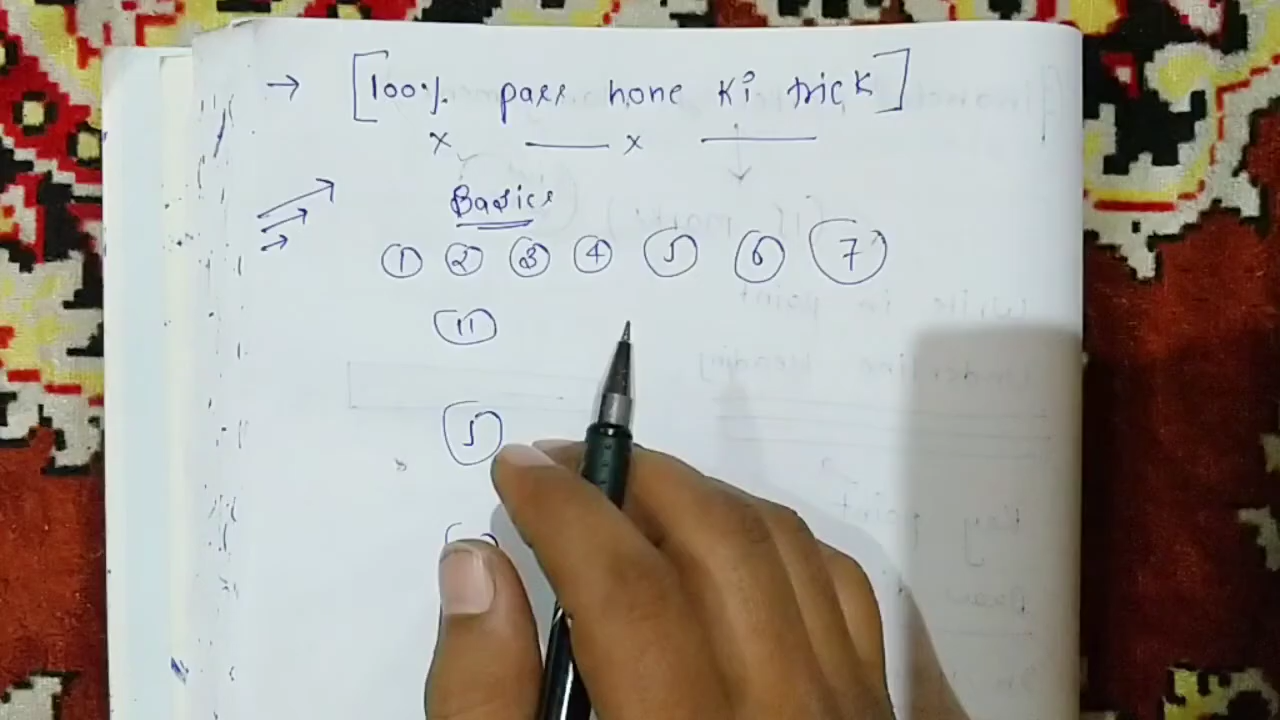 → [100% pass hone ki trick]
x — x —
Basics
① ② ③ ④ ⑤ ⑥ ⑦
⑪
⑤